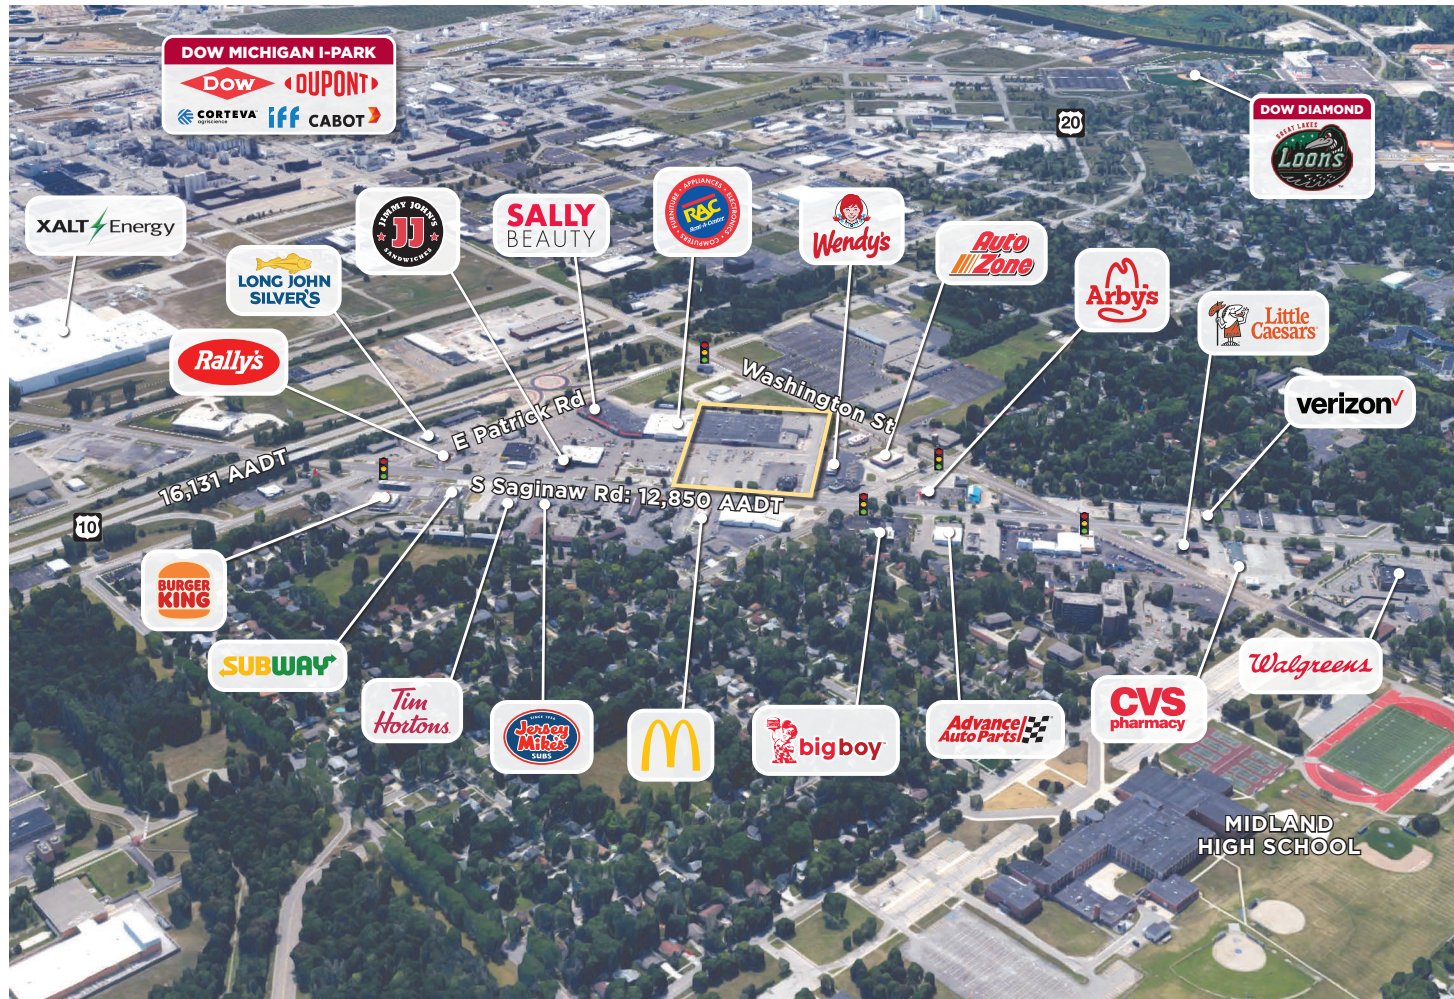 DOW MICHIGAN I-PARK
Dow
DUPONT
CORTEVA
agriscience
iff
CABOT
20
DOW DIAMOND
GREAT LAKES
Loons
XALT Energy
JIMMY JOHN'S
JJ
SANDWICHES
SALLY
BEAUTY
FURNITURE • APPLIANCES • ELECTRONICS • COMPUTERS
RAC
Rent-A-Center
Wendy's
Auto
Zone
LONG JOHN
SILVER'S
Arby's
Little
Caesars
Rally's
verizon
Washington St
E Patrick Rd
16,131 AADT
S Saginaw Rd: 12,850 AADT
10
BURGER
KING
SUBWAY
Tim
Hortons
SINCE 1956
Jersey
Mike's
SUBS
bigboy
Advance
Auto Parts
CVS
pharmacy
Walgreens
MIDLAND
HIGH SCHOOL